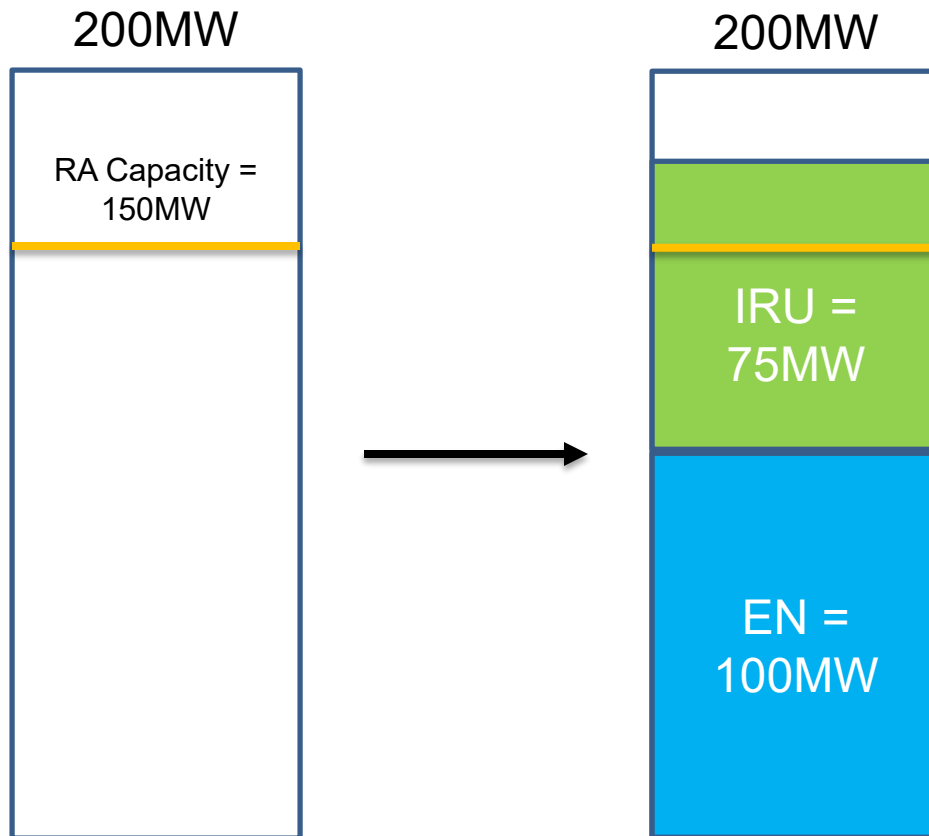 200MW
RA Capacity =
150MW
200MW
IRU =
75MW
EN =
100MW